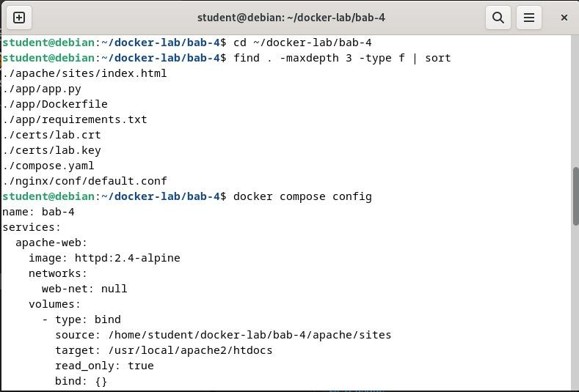 student@debian: ~/docker-lab/bab-4
student@debian:~/docker-lab/bab-4$ cd ~/docker-lab/bab-4
student@debian:~/docker-lab/bab-4$ find . -maxdepth 3 -type f | sort
./apache/sites/index.html
./app/app.py
./app/Dockerfile
./app/requirements.txt
./certs/lab.crt
./certs/lab.key
./compose.yaml
./nginx/conf/default.conf
student@debian:~/docker-lab/bab-4$ docker compose config
name: bab-4
services:
  apache-web:
    image: httpd:2.4-alpine
    networks:
      web-net: null
    volumes:
      - type: bind
        source: /home/student/docker-lab/bab-4/apache/sites
        target: /usr/local/apache2/htdocs
        read_only: true
        bind: {}